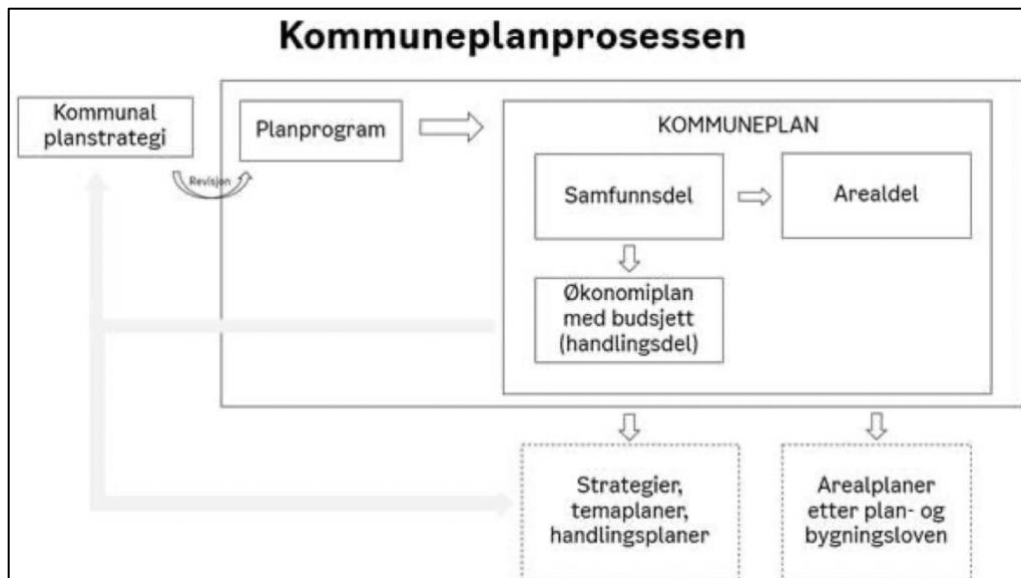 Kommuneplanprosessen
Kommunal
planstrategi
Revisjon
Planprogram
KOMMUNEPLAN
Samfunnsdel
Arealdel
Økonomiplan
med budsjett
(handlingsdel)
Strategier,
temaplaner,
handlingsplaner
Arealplaner
etter plan- og
bygningsloven